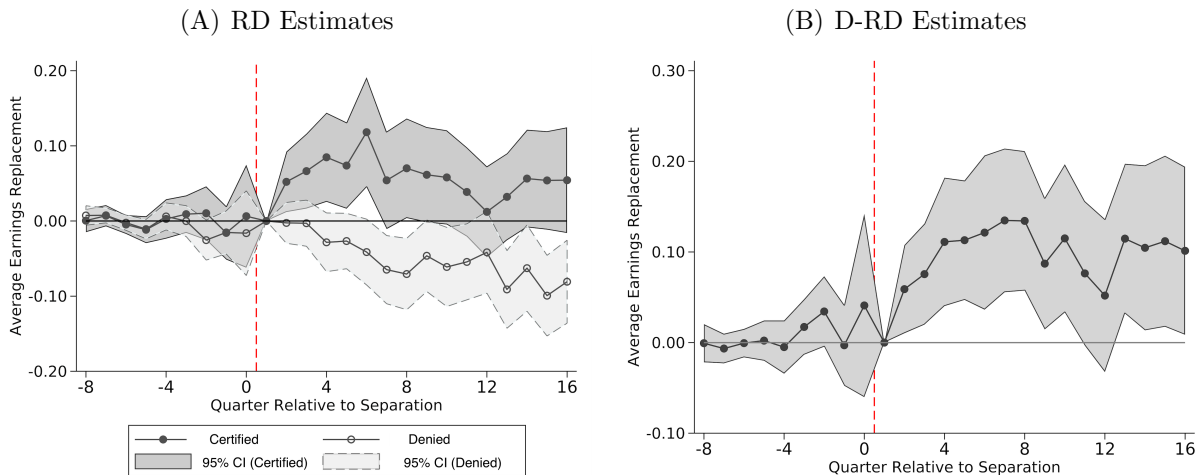 (A) RD Estimates
0.20
0.10
0.00
-0.10
-0.20
Average Earnings Replacement
-8 -4 0 4 8 12 16
Quarter Relative to Separation
Certified Denied
95% CI (Certified) 95% CI (Denied)
(B) D-RD Estimates
0.30
0.20
0.10
0.00
-0.10
Average Earnings Replacement
-8 -4 0 4 8 12 16
Quarter Relative to Separation